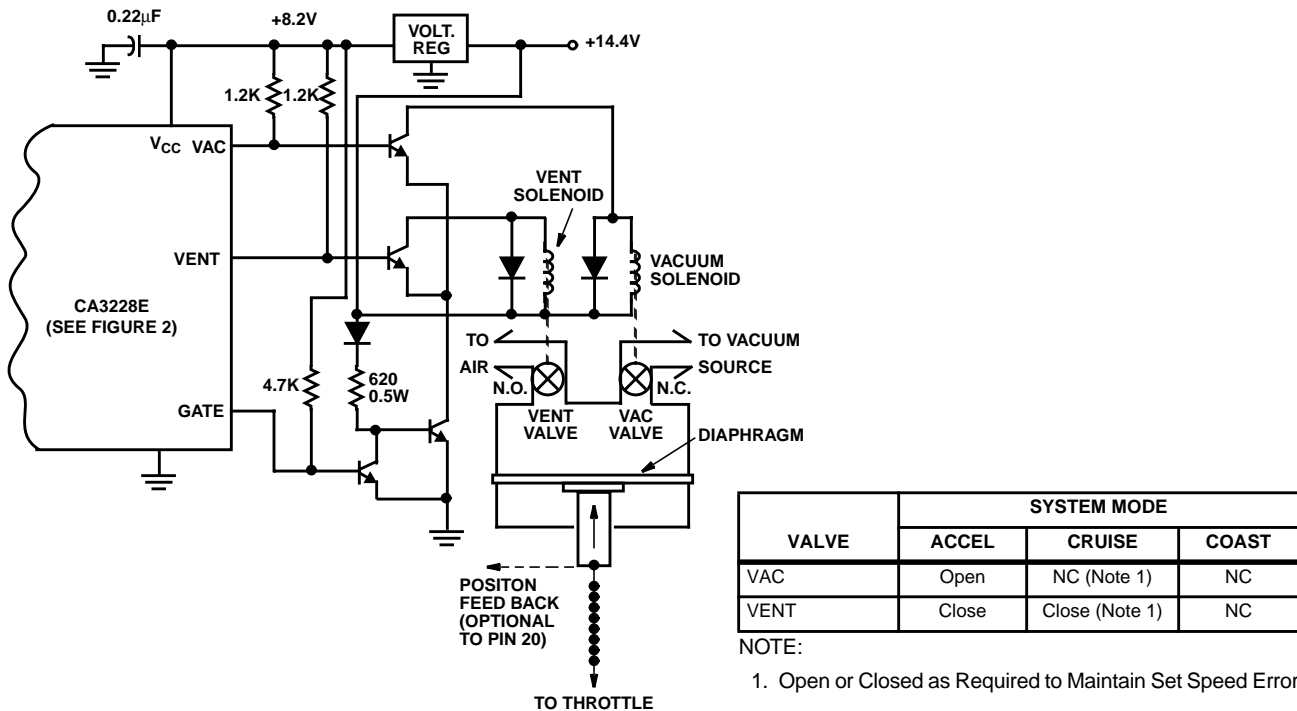 0.22μF
+8.2V
VOLT.
REG
+14.4V
1.2K
1.2K
VCC
VAC
VENT
SOLENOID
VENT
VACUUM
SOLENOID
CA3228E
(SEE FIGURE 2)
TO
AIR
TO VACUUM
SOURCE
4.7K
620
0.5W
N.O.
N.C.
GATE
VENT
VALVE
VAC
VALVE
DIAPHRAGM
POSITON
FEED BACK
(OPTIONAL
TO PIN 20)
TO THROTTLE
SYSTEM MODE
VALVE ACCEL CRUISE COAST
VAC Open NC (Note 1) NC
VENT Close Close (Note 1) NC
NOTE:
1. Open or Closed as Required to Maintain Set Speed Error